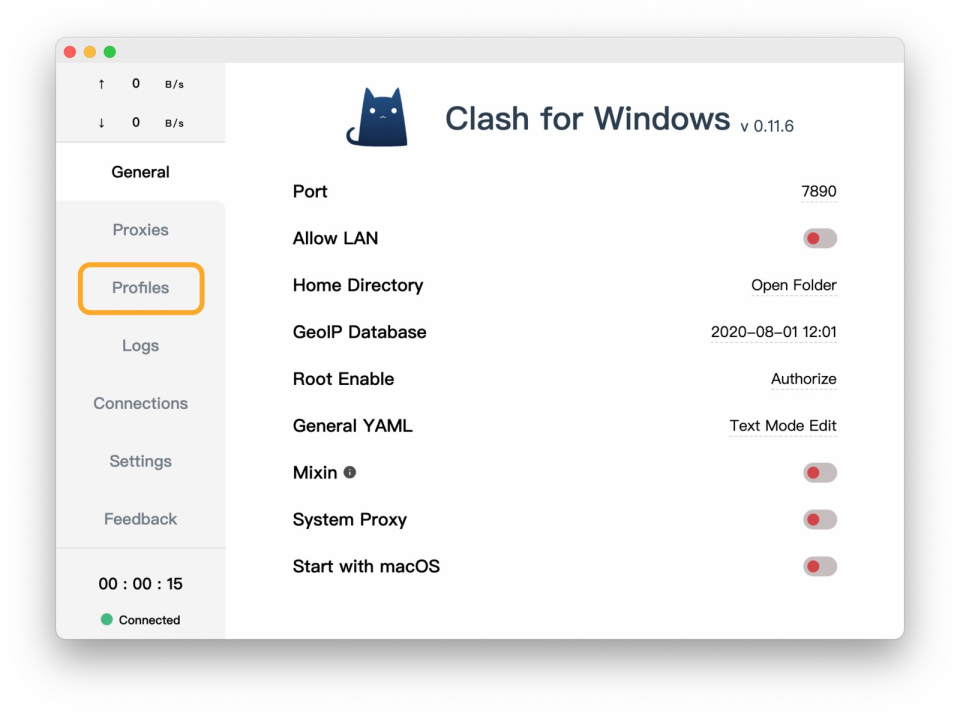 ↑ 0 B/s
↓ 0 B/s
General
Proxies
Profiles
Logs
Connections
Settings
Feedback
00 : 00 : 15
Connected
Clash for Windows v 0.11.6
Port 7890
Allow LAN
Home Directory Open Folder
GeoIP Database 2020-08-01 12:01
Root Enable Authorize
General YAML Text Mode Edit
Mixin
System Proxy
Start with macOS